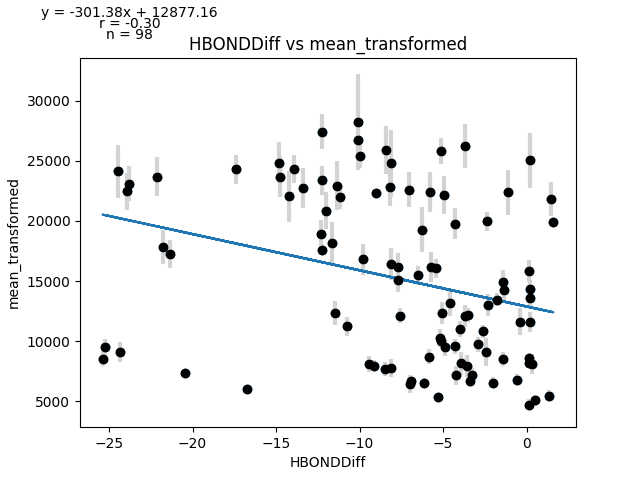 y = -301.38x + 12877.16
r = -0.30
n = 98
HBONDDiff vs mean_transformed
mean_transformed
30000
25000
20000
15000
10000
5000
−25
−20
−15
−10
−5
0
HBONDDiff